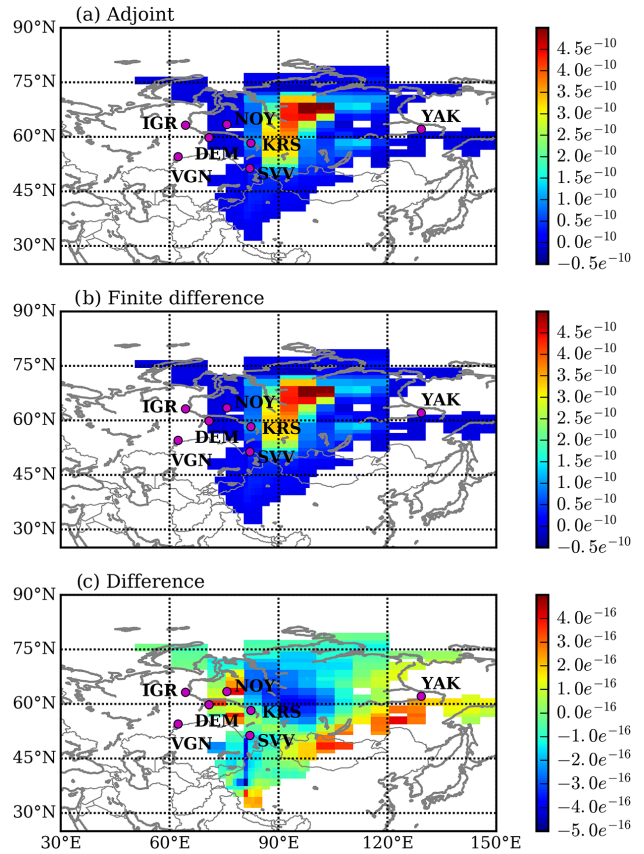 (a) Adjoint
90°N
75°N
60°N
45°N
30°N
IGR
NOY
YAK
DEM
KRS
VGN
SVV
4.5e⁻¹⁰
4.0e⁻¹⁰
3.5e⁻¹⁰
3.0e⁻¹⁰
2.5e⁻¹⁰
2.0e⁻¹⁰
1.5e⁻¹⁰
1.0e⁻¹⁰
0.5e⁻¹⁰
0.0e⁻¹⁰
−0.5e⁻¹⁰
(b) Finite difference
90°N
75°N
60°N
45°N
30°N
IGR
NOY
YAK
DEM
KRS
VGN
SVV
4.5e⁻¹⁰
4.0e⁻¹⁰
3.5e⁻¹⁰
3.0e⁻¹⁰
2.5e⁻¹⁰
2.0e⁻¹⁰
1.5e⁻¹⁰
1.0e⁻¹⁰
0.5e⁻¹⁰
0.0e⁻¹⁰
−0.5e⁻¹⁰
(c) Difference
90°N
75°N
60°N
45°N
30°N
IGR
NOY
YAK
DEM
KRS
VGN
SVV
30°E
60°E
90°E
120°E
150°E
4.0e⁻¹⁶
3.0e⁻¹⁶
2.0e⁻¹⁶
1.0e⁻¹⁶
0.0e⁻¹⁶
−1.0e⁻¹⁶
−2.0e⁻¹⁶
−3.0e⁻¹⁶
−4.0e⁻¹⁶
−5.0e⁻¹⁶